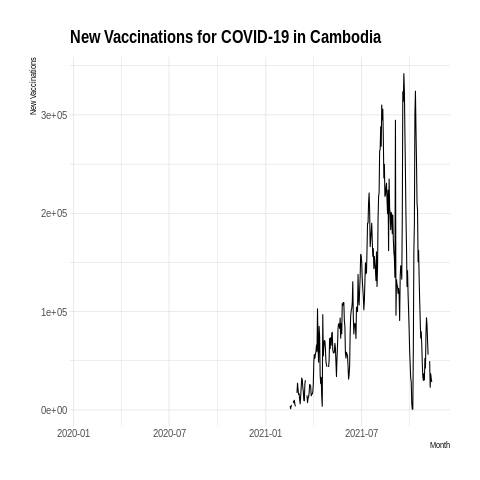 New Vaccinations for COVID-19 in Cambodia
New Vaccinations
3e+05
2e+05
1e+05
0e+00
2020-01
2020-07
2021-01
2021-07
Month